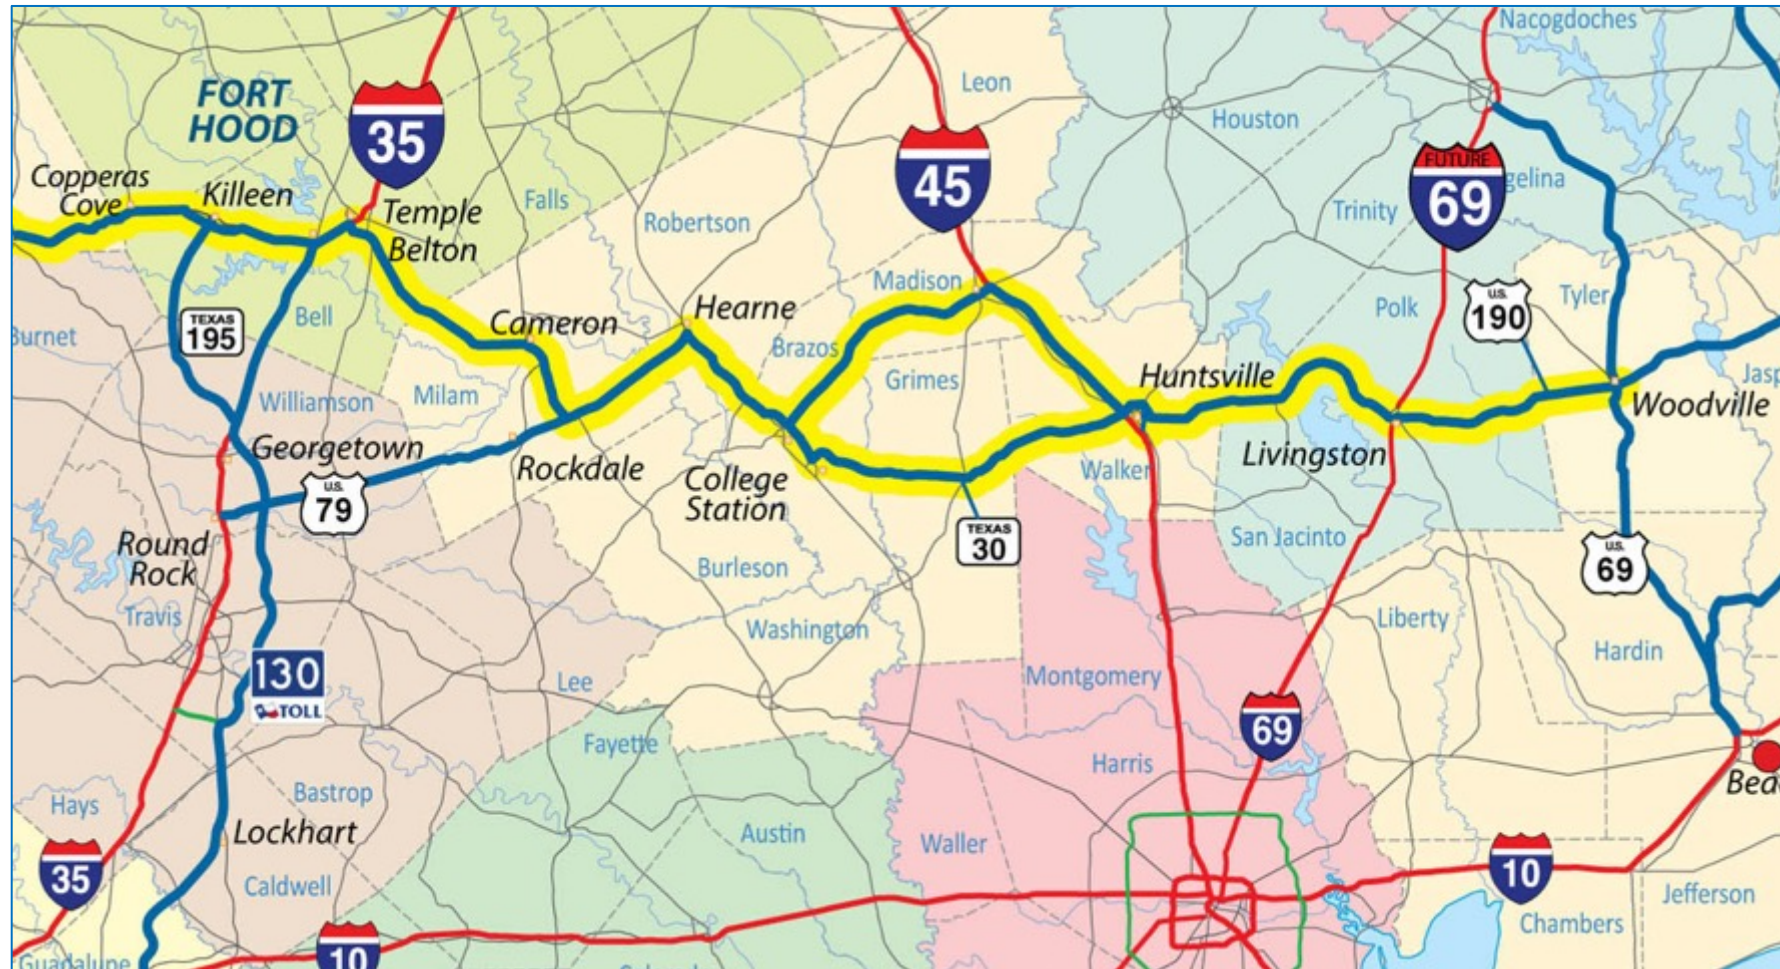 Nacogdoches
FORT
HOOD
35
Leon
45
Houston
FUTURE
69
gelina
Trinity
Copperas
Cove
Killeen
Temple
Belton
Falls
Robertson
Madison
Polk
U.S.
190
Tyler
Burnet
TEXAS
195
Bell
Cameron
Hearne
Brazos
Grimes
Huntsville
Jasp
Woodville
Williamson
Milam
Georgetown
Rockdale
College
Station
Walker
Livingston
U.S.
79
TEXAS
30
San Jacinto
Round
Rock
Travis
Burleson
Washington
U.S.
69
Liberty
Hardin
130
TOLL
Lee
Montgomery
Fayette
69
Harris
Bea
Hays
Bastrop
Lockhart
Austin
Waller
35
Caldwell
10
Jefferson
Chambers
Guadalupe
10